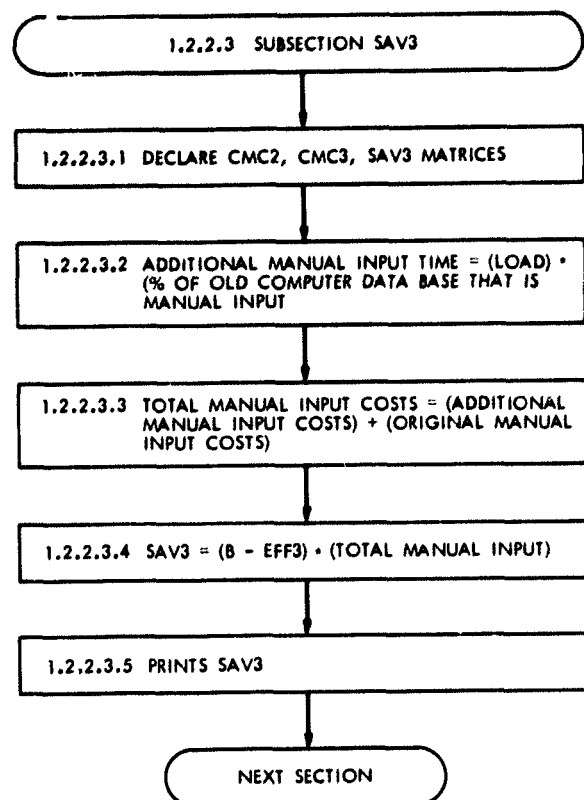 1.2.2.3 SUBSECTION SAV3
1.2.2.3.1 DECLARE CMC2, CMC3, SAV3 MATRICES
1.2.2.3.2 ADDITIONAL MANUAL INPUT TIME = (LOAD) •
(% OF OLD COMPUTER DATA BASE THAT IS
MANUAL INPUT
1.2.2.3.3 TOTAL MANUAL INPUT COSTS = (ADDITIONAL
MANUAL INPUT COSTS) + (ORIGINAL MANUAL
INPUT COSTS)
1.2.2.3.4 SAV3 = (B - EFF3) • (TOTAL MANUAL INPUT)
1.2.2.3.5 PRINTS SAV3
NEXT SECTION